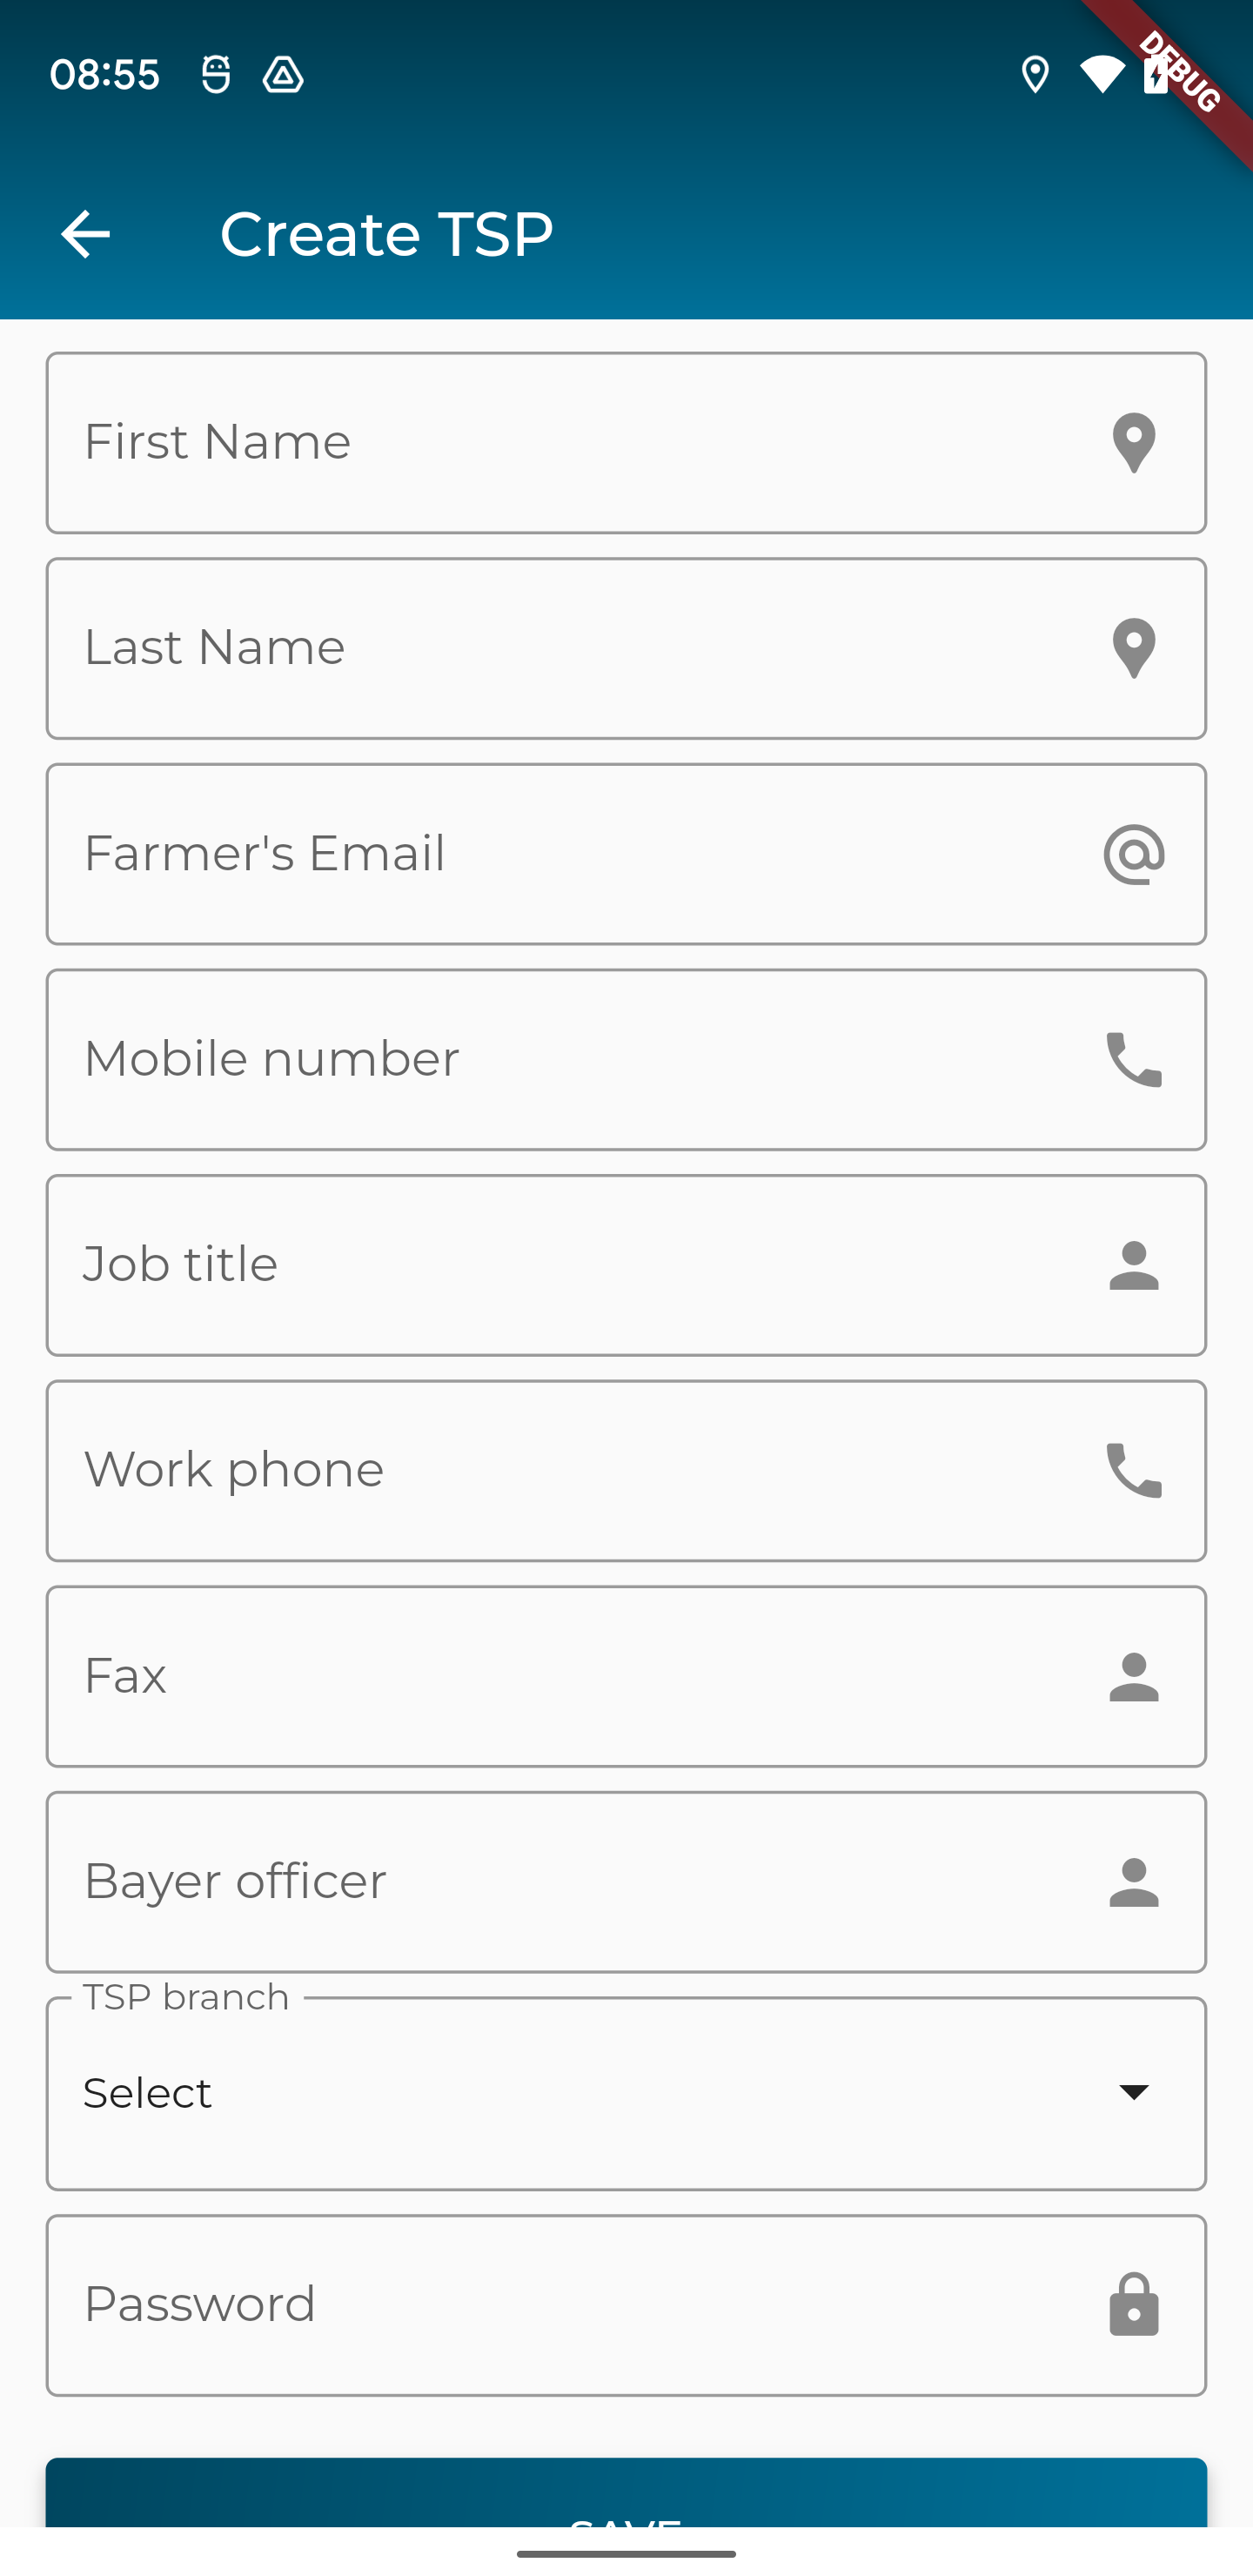 08:55
DEBUG
Create TSP
First Name
Last Name
Farmer's Email
Mobile number
Job title
Work phone
Fax
Bayer officer
TSP branch
Select
Password
SAVE